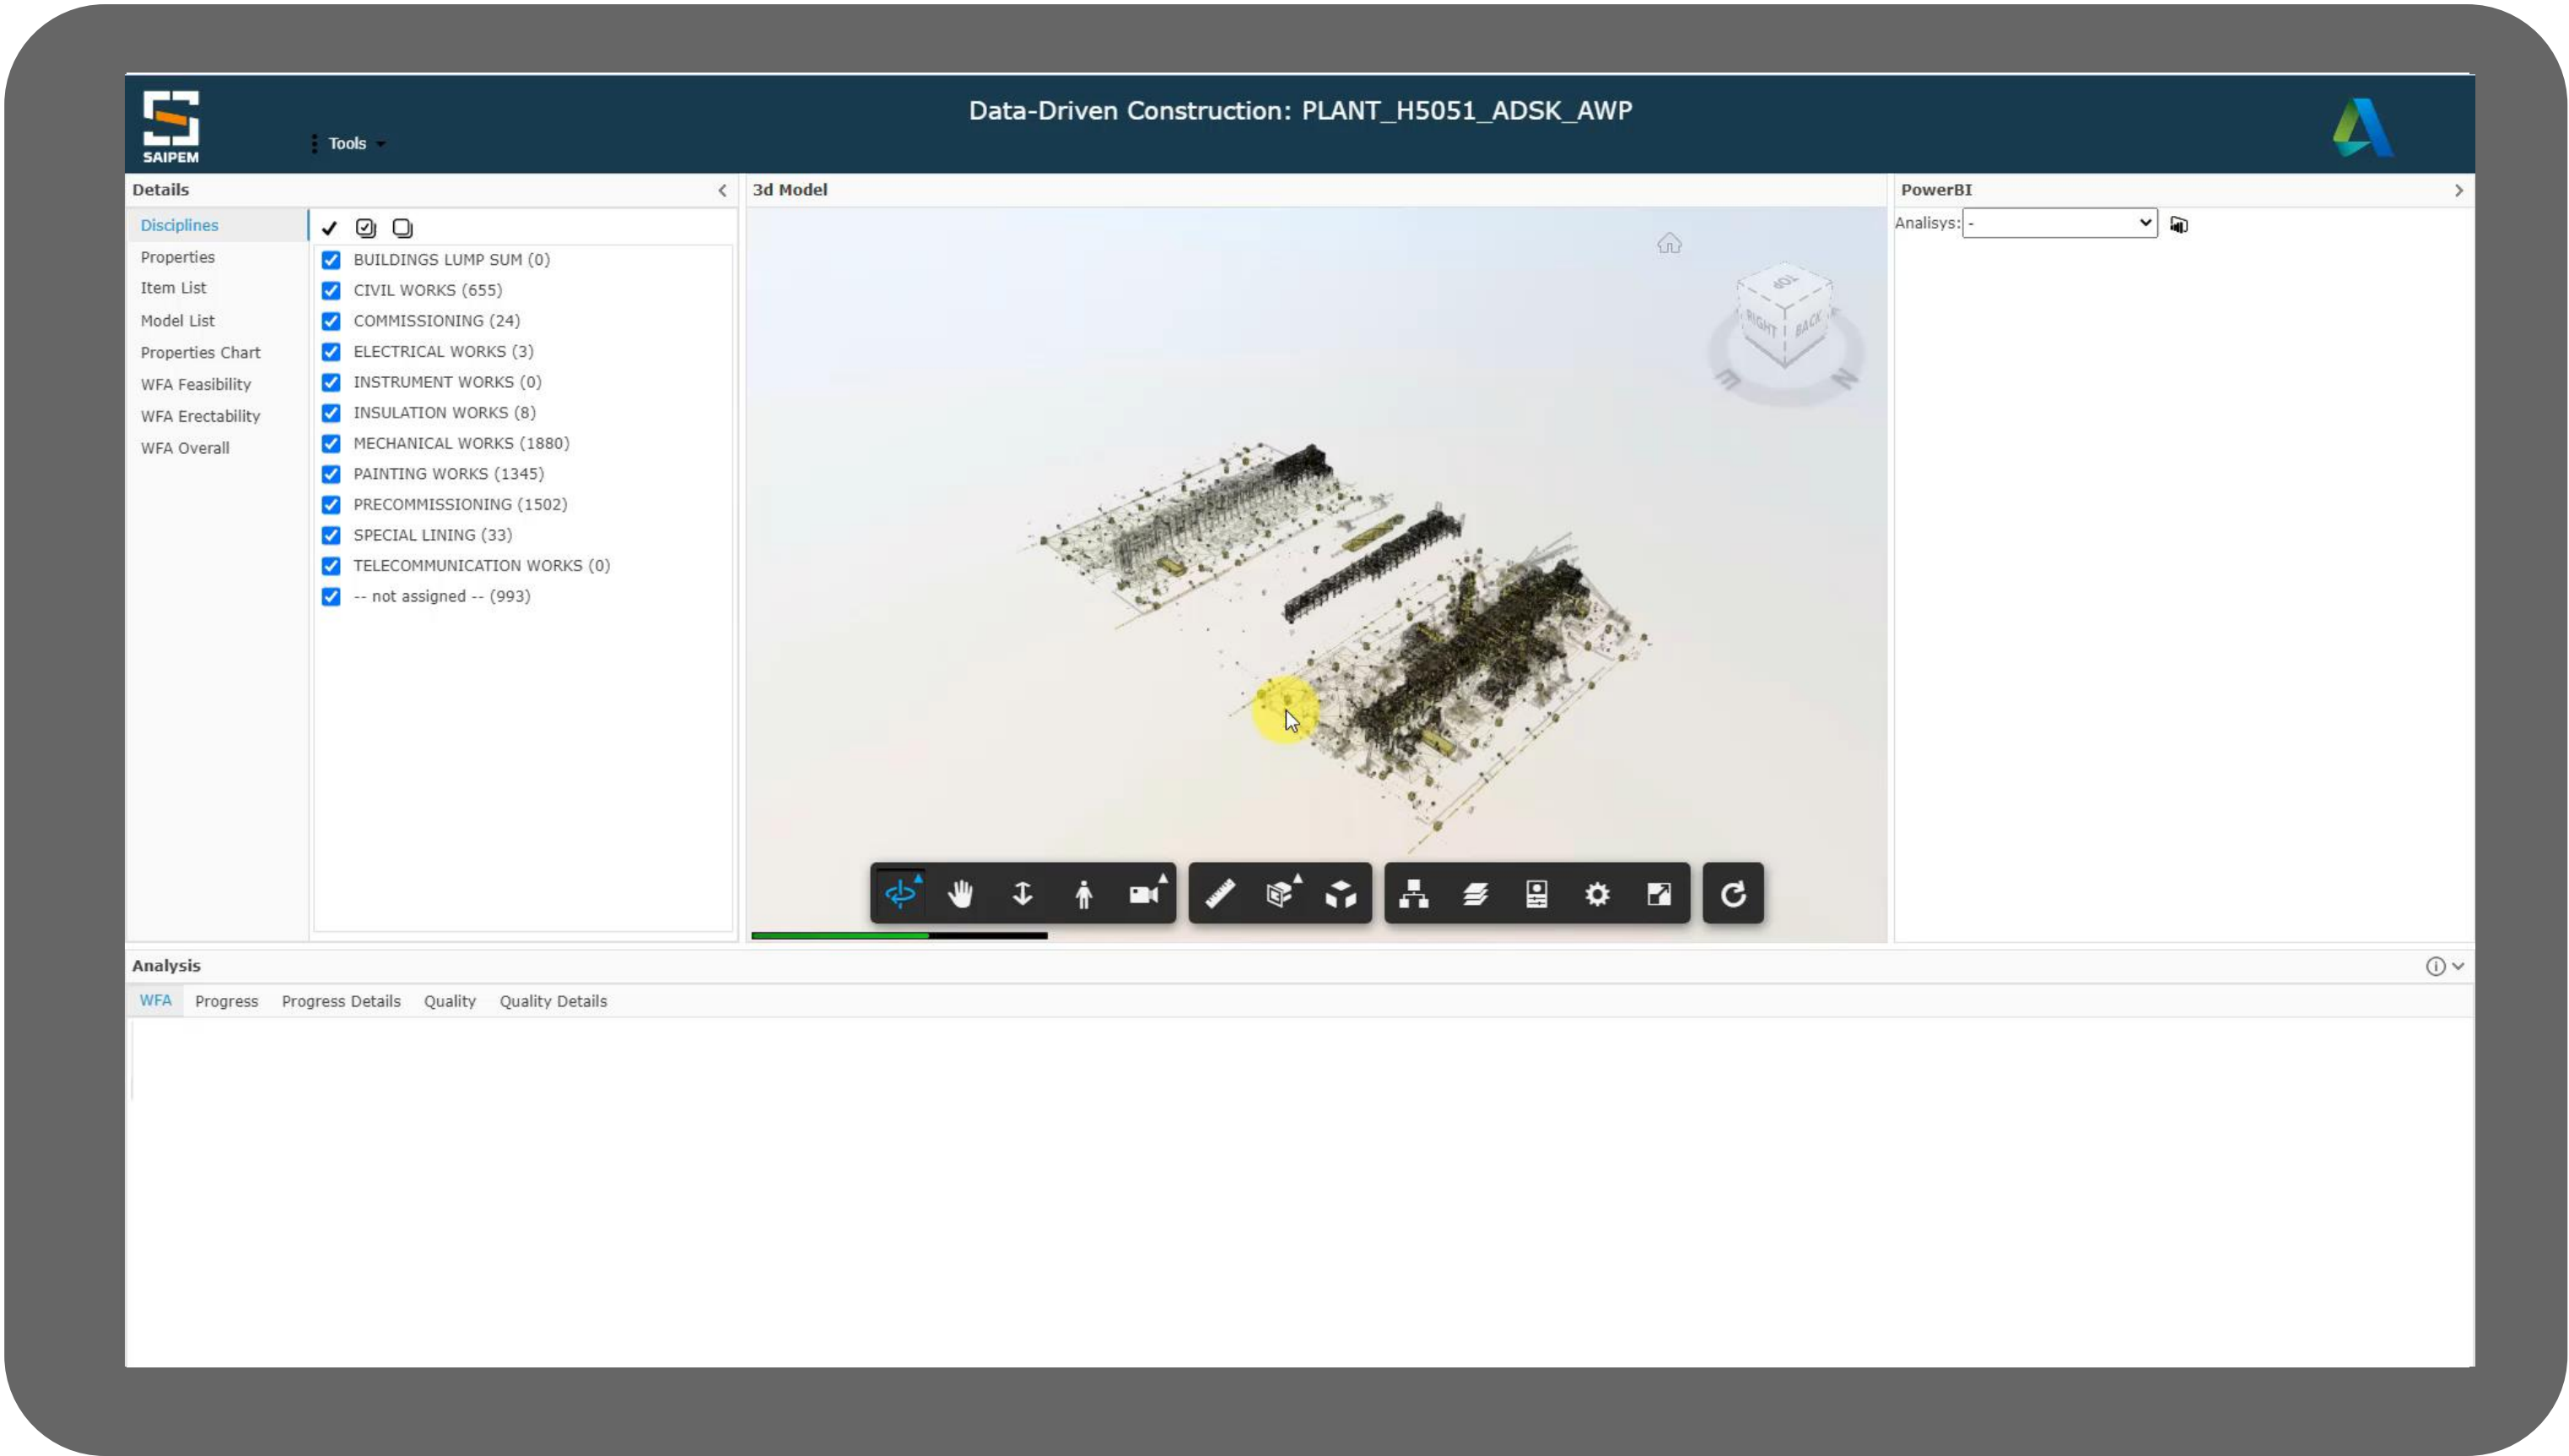 Data-Driven Construction: PLANT_H5051_ADSK_AWP
SAIPEM
Tools
Details
Disciplines
Properties
Item List
Model List
Properties Chart
WFA Feasibility
WFA Erectability
WFA Overall
BUILDINGS LUMP SUM (0)
CIVIL WORKS (655)
COMMISSIONING (24)
ELECTRICAL WORKS (3)
INSTRUMENT WORKS (0)
INSULATION WORKS (8)
MECHANICAL WORKS (1880)
PAINTING WORKS (1345)
PRECOMMISSIONING (1502)
SPECIAL LINING (33)
TELECOMMUNICATION WORKS (0)
-- not assigned -- (993)
3d Model
TOP
RIGHT
BACK
E
N
PowerBI
Analisys: -
Analysis
WFA Progress Progress Details Quality Quality Details